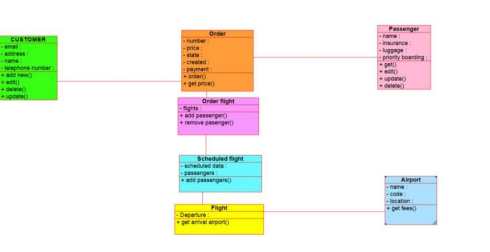 CUSTOMER
- email :
- address :
- name :
- telephone number :
+ add new()
+ edit()
+ delete()
+ update()
Order
- number :
- price :
- state :
- created :
- payment :
+ order()
+ get price()
Passenger
- name :
- insurance :
- luggage :
- priority boarding :
+ get()
+ edit()
+ update()
+ delete()
Order flight
- flights :
+ add passenger()
+ remove pasenger()
Scheduled flight
- scheduled data :
- passengers :
+ add passengers()
Flight
- Departure :
+ get arrival airport()
Airport
- name :
- code :
- location :
+ get fees()